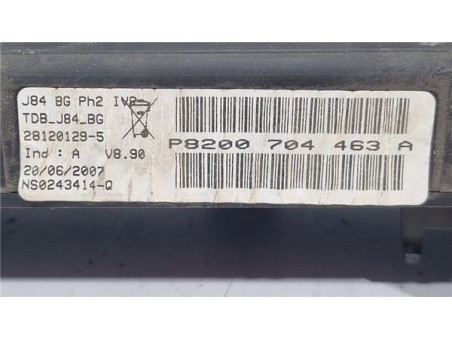 J84 BG Ph2 IVP
TDB_J84_BG
28120129-5
Ind : A V8.90
20/06/2007
NS0243414-Q
P8200 704 463 A